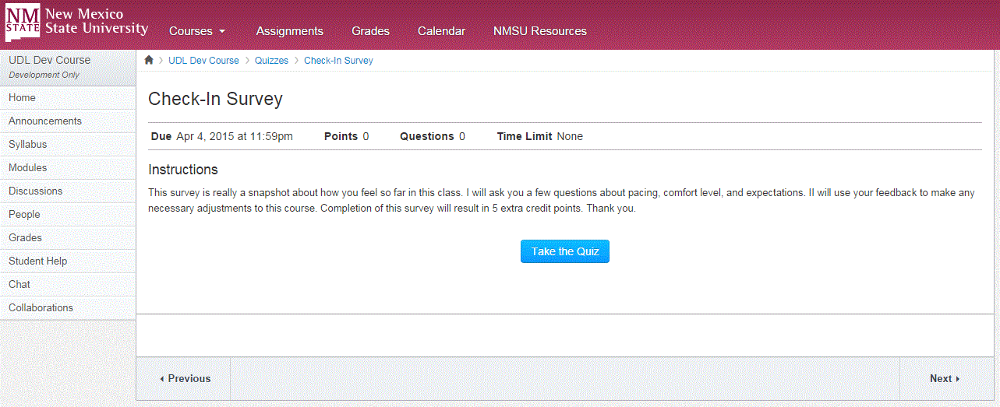 NM STATE New Mexico State University
Courses Assignments Grades Calendar NMSU Resources
UDL Dev Course
Development Only
Home
Announcements
Syllabus
Modules
Discussions
People
Grades
Student Help
Chat
Collaborations
UDL Dev Course Quizzes Check-In Survey
Check-In Survey
Due Apr 4, 2015 at 11:59pm Points 0 Questions 0 Time Limit None
Instructions
This survey is really a snapshot about how you feel so far in this class. I will ask you a few questions about pacing, comfort level, and expectations. II will use your feedback to make any
necessary adjustments to this course. Completion of this survey will result in 5 extra credit points. Thank you.
Take the Quiz
Previous Next